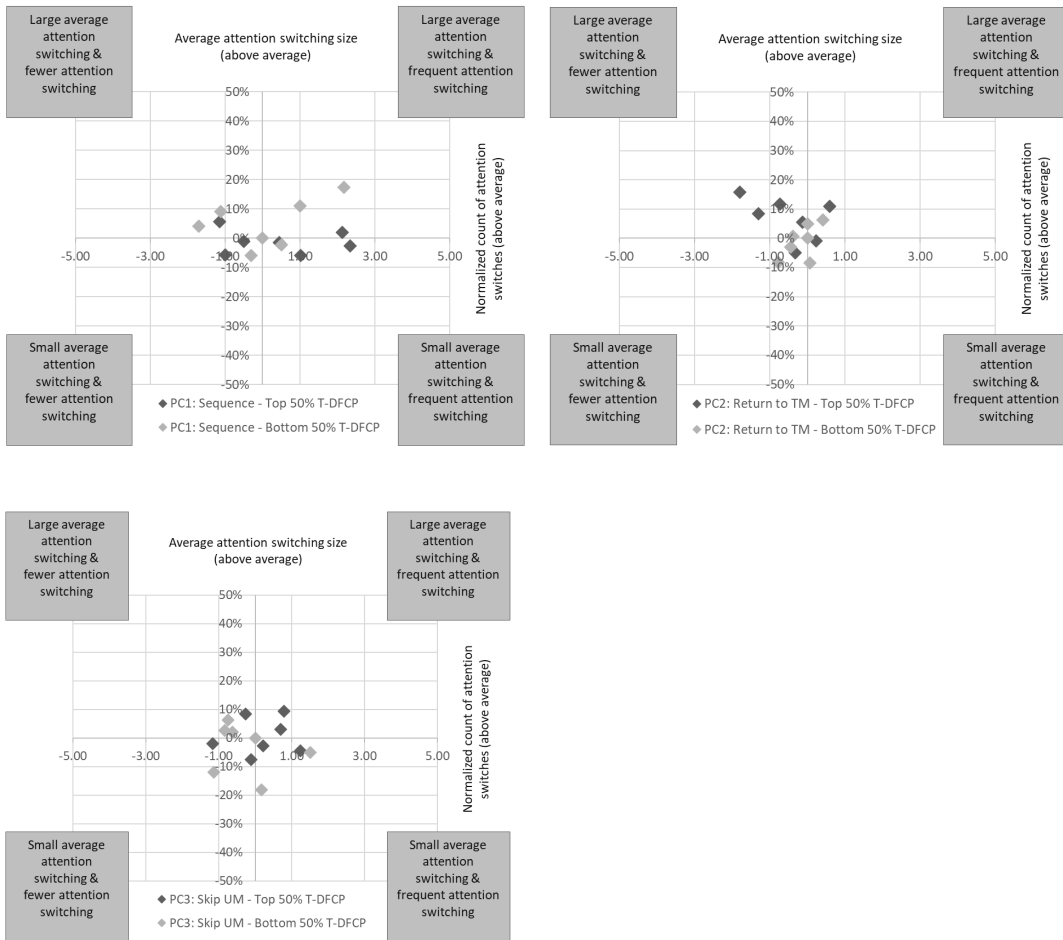 Large average
attention
switching &
fewer attention
switching
Average attention switching size
(above average)
Large average
attention
switching &
frequent attention
switching
50%
40%
30%
20%
10%
0%
-5.00 -3.00 -1.00 1.00 3.00 5.00
-10%
-20%
-30%
-40%
-50%
Normalized count of attention
switches (above average)
Small average
attention
switching &
fewer attention
switching
Small average
attention
switching &
frequent attention
switching
PC1: Sequence - Top 50% T-DFCP
PC1: Sequence - Bottom 50% T-DFCP
Large average
attention
switching &
fewer attention
switching
Average attention switching size
(above average)
Large average
attention
switching &
frequent attention
switching
50%
40%
30%
20%
10%
0%
-5.00 -3.00 -1.00 1.00 3.00 5.00
-10%
-20%
-30%
-40%
-50%
Normalized count of attention
switches (above average)
Small average
attention
switching &
fewer attention
switching
Small average
attention
switching &
frequent attention
switching
PC2: Return to TM - Top 50% T-DFCP
PC2: Return to TM - Bottom 50% T-DFCP
Large average
attention
switching &
fewer attention
switching
Average attention switching size
(above average)
Large average
attention
switching &
frequent attention
switching
50%
40%
30%
20%
10%
0%
-5.00 -3.00 -1.00 1.00 3.00 5.00
-10%
-20%
-30%
-40%
-50%
Normalized count of attention
switches (above average)
Small average
attention
switching &
fewer attention
switching
Small average
attention
switching &
frequent attention
switching
PC3: Skip UM - Top 50% T-DFCP
PC3: Skip UM - Bottom 50% T-DFCP